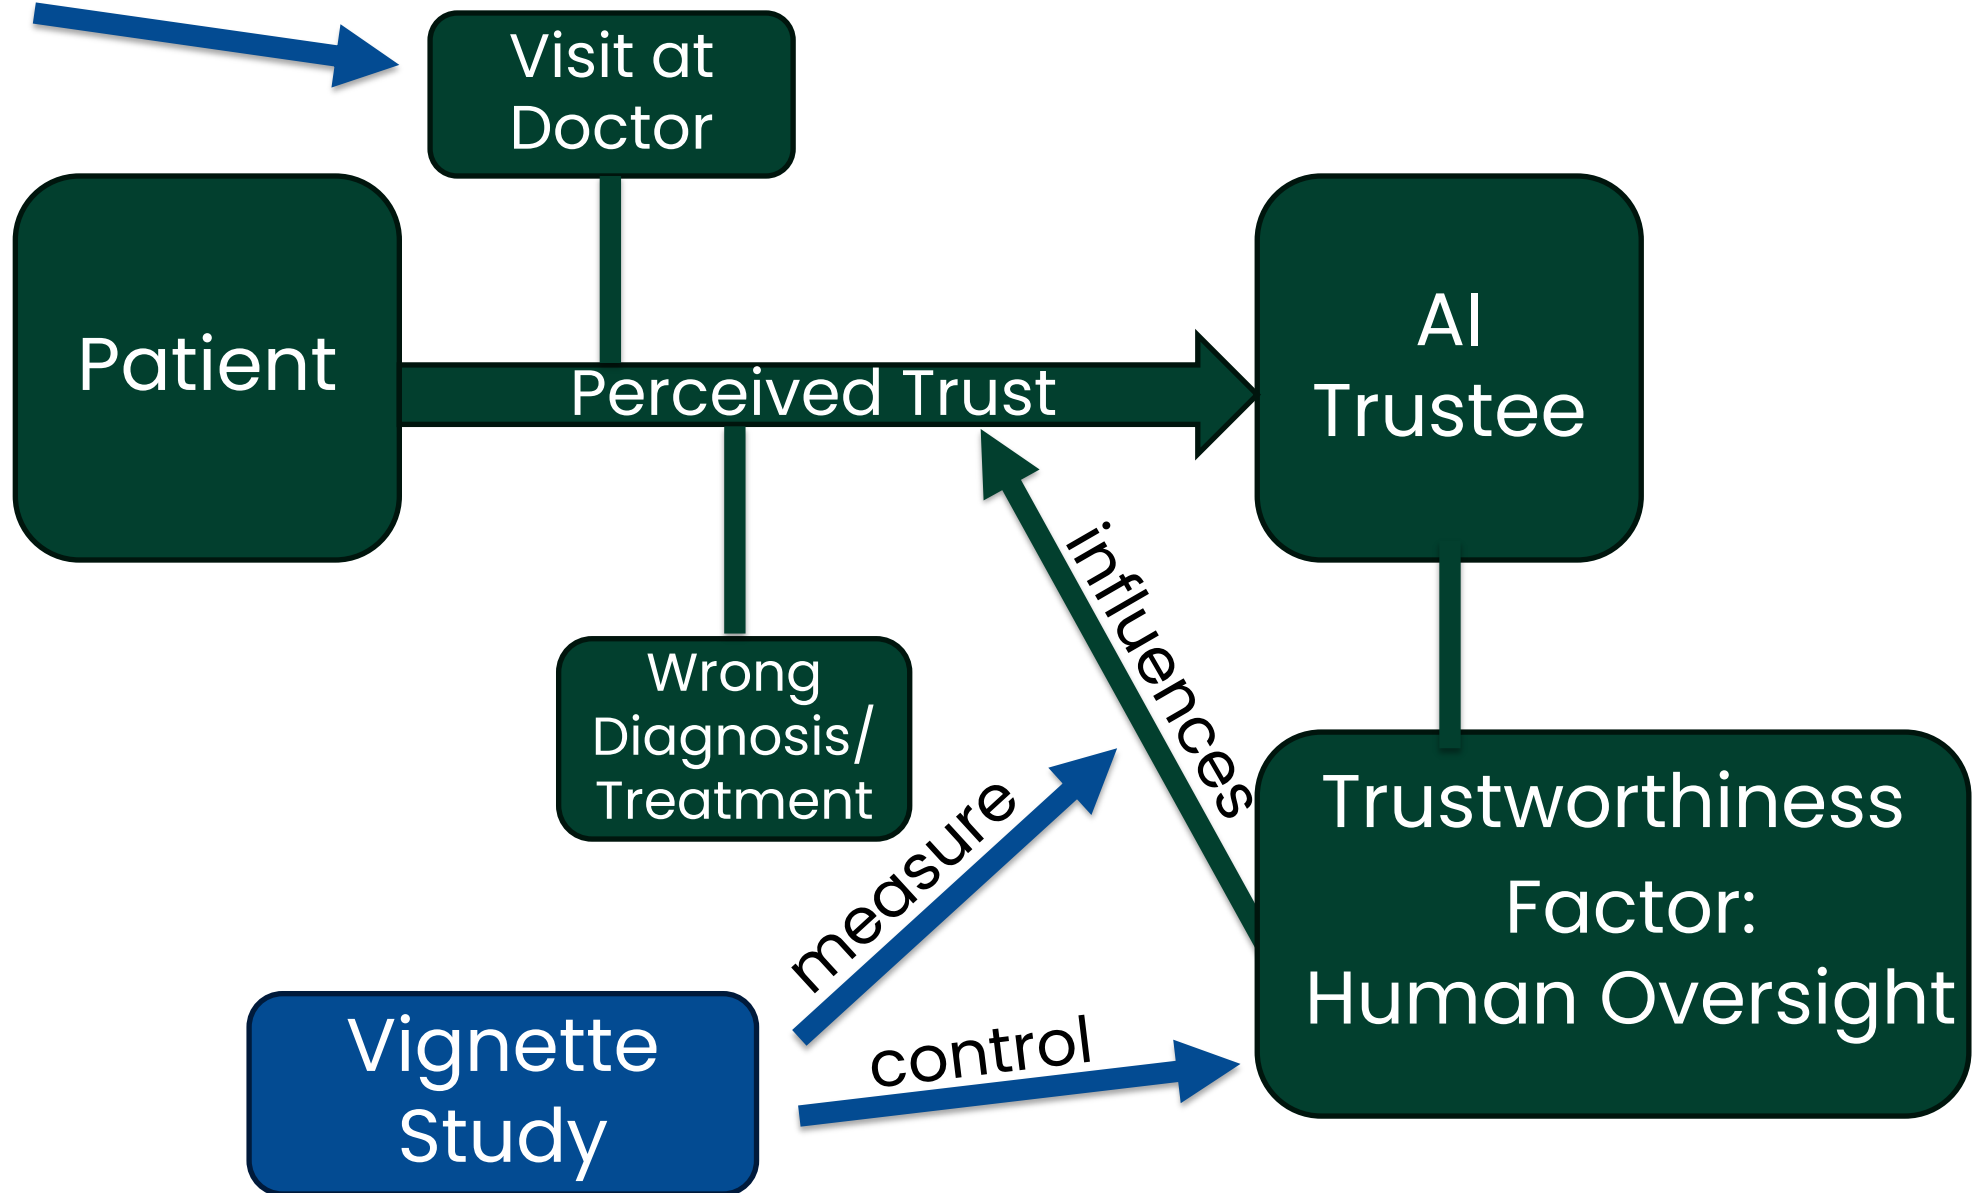 Visit at
Doctor
Patient
Perceived Trust
AI
Trustee
influences
Wrong
Diagnosis/
Treatment
measure
Trustworthiness
Factor:
Human Oversight
control
Vignette
Study